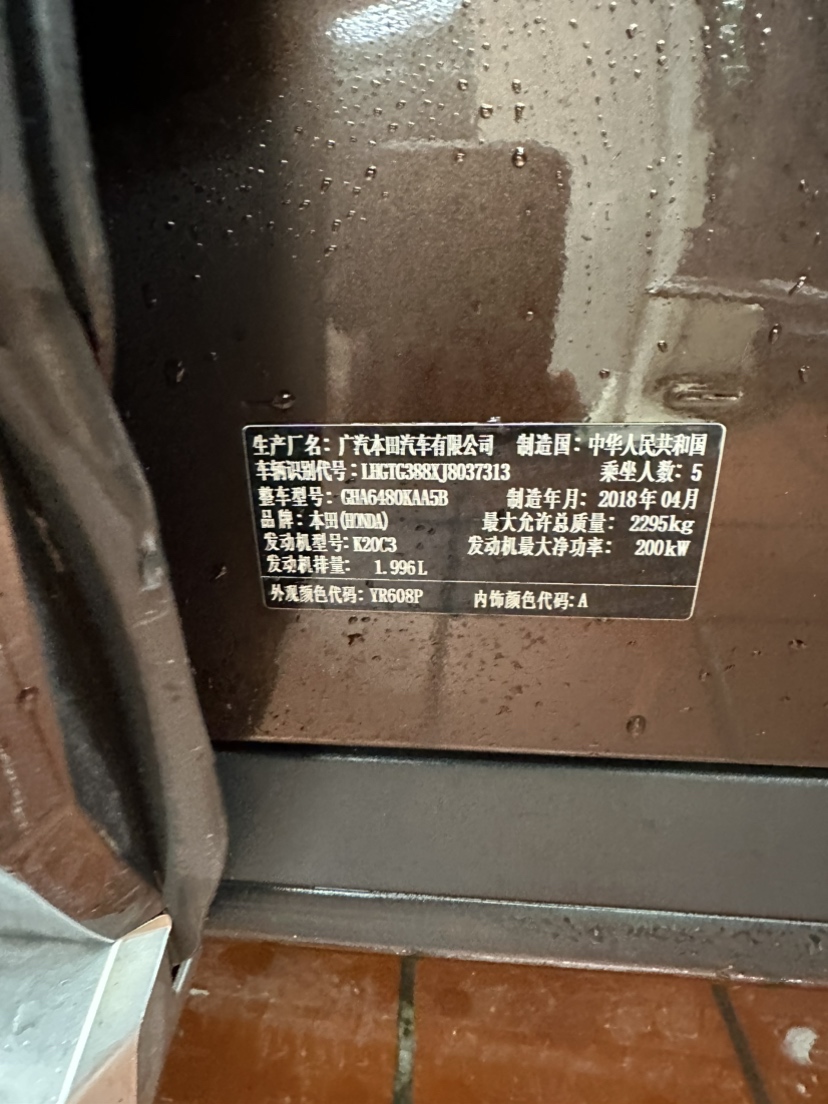 生产厂名：广汽本田汽车有限公司 制造国：中华人民共和国
车辆识别代号：LHGTG388XJ8037313 乘坐人数：5
整车型号：GHA6480KAA5B 制造年月：2018年04月
品牌：本田(HONDA) 最大允许总质量：2295kg
发动机型号：K20C3 发动机最大净功率：200kW
发动机排量：1.996L
外观颜色代码：YR608P 内饰颜色代码：A